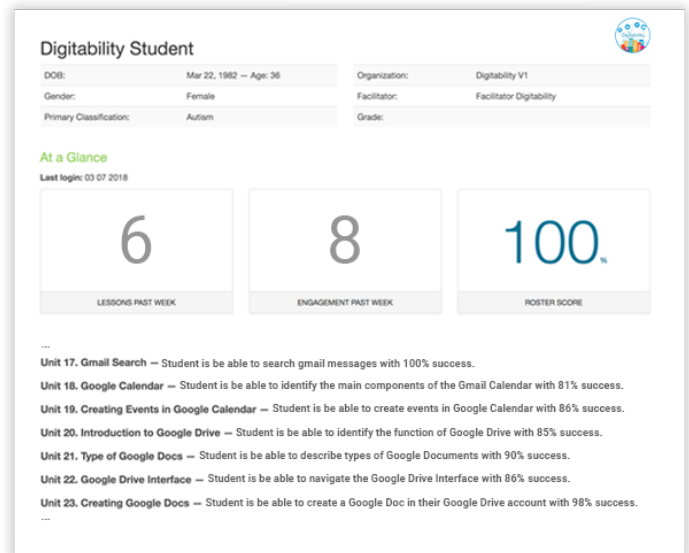 Digitability
Digitability Student
DOB: Mar 22, 1982 — Age: 36 Organization: Digitability V1
Gender: Female Facilitator: Facilitator Digitability
Primary Classification: Autism Grade:
At a Glance
Last login: 03 07 2018
6 8 100%
LESSONS PAST WEEK ENGAGEMENT PAST WEEK ROSTER SCORE
...
Unit 17. Gmail Search — Student is be able to search gmail messages with 100% success.
Unit 18. Google Calendar — Student is be able to identify the main components of the Gmail Calendar with 81% success.
Unit 19. Creating Events in Google Calendar — Student is be able to create events in Google Calendar with 86% success.
Unit 20. Introduction to Google Drive — Student is be able to identify the function of Google Drive with 85% success.
Unit 21. Type of Google Docs — Student is be able to describe types of Google Documents with 90% success.
Unit 22. Google Drive Interface — Student is be able to navigate the Google Drive Interface with 86% success.
Unit 23. Creating Google Docs — Student is be able to create a Google Doc in their Google Drive account with 98% success.
...